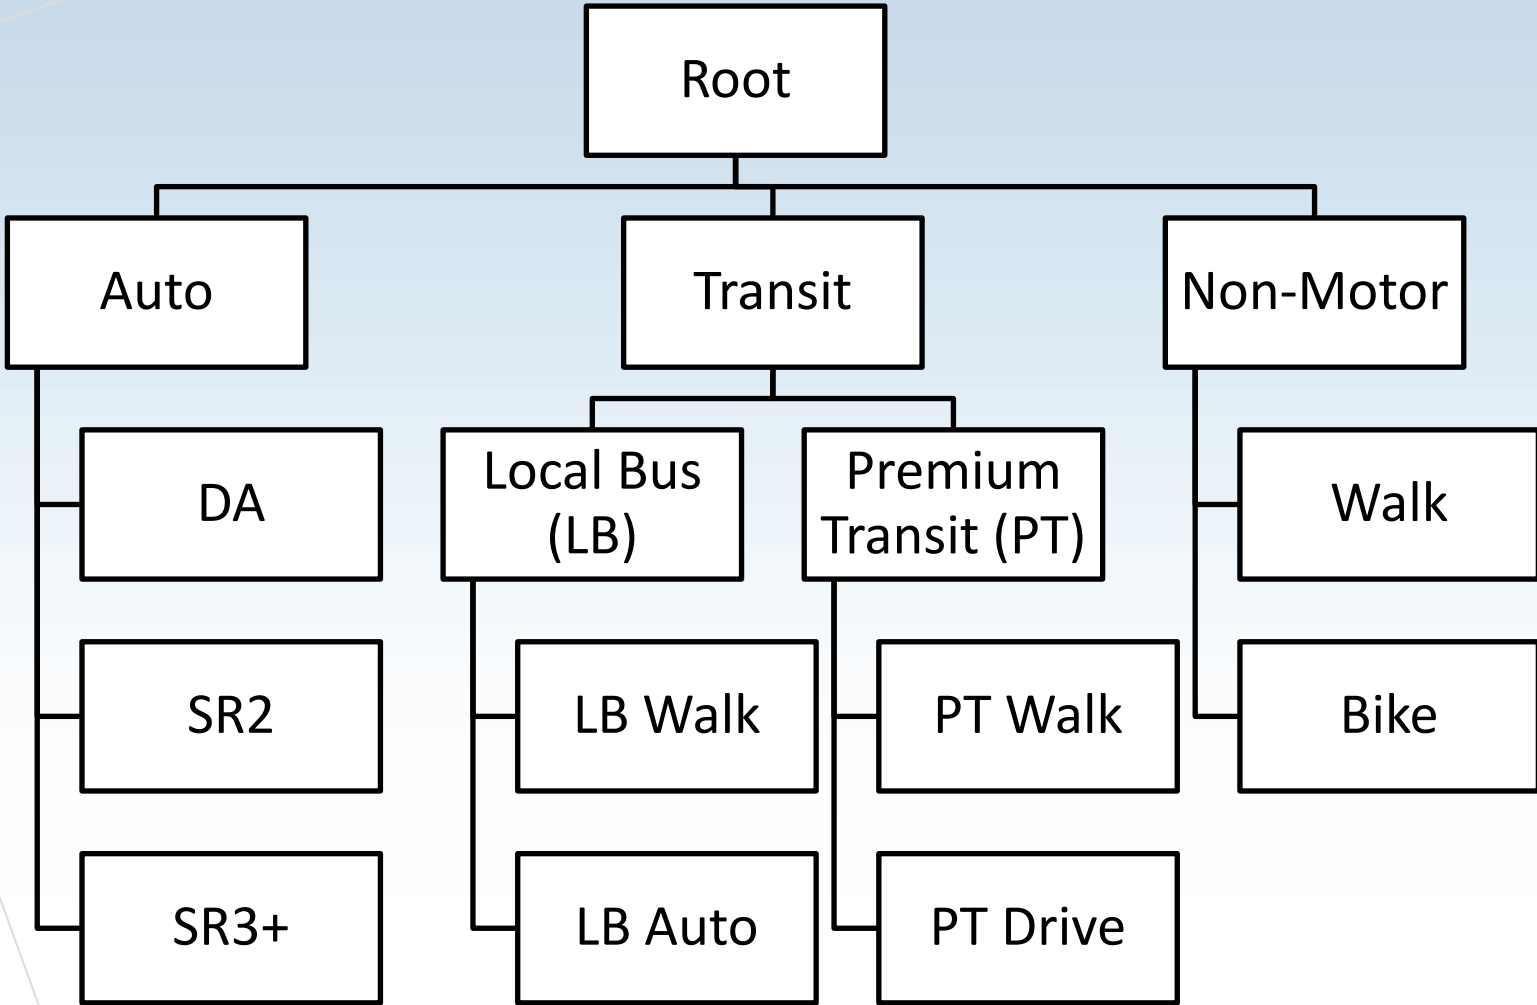 Root
Auto
Transit
Non-Motor
DA
Local Bus
(LB)
Premium
Transit (PT)
Walk
SR2
LB Walk
PT Walk
Bike
SR3+
LB Auto
PT Drive